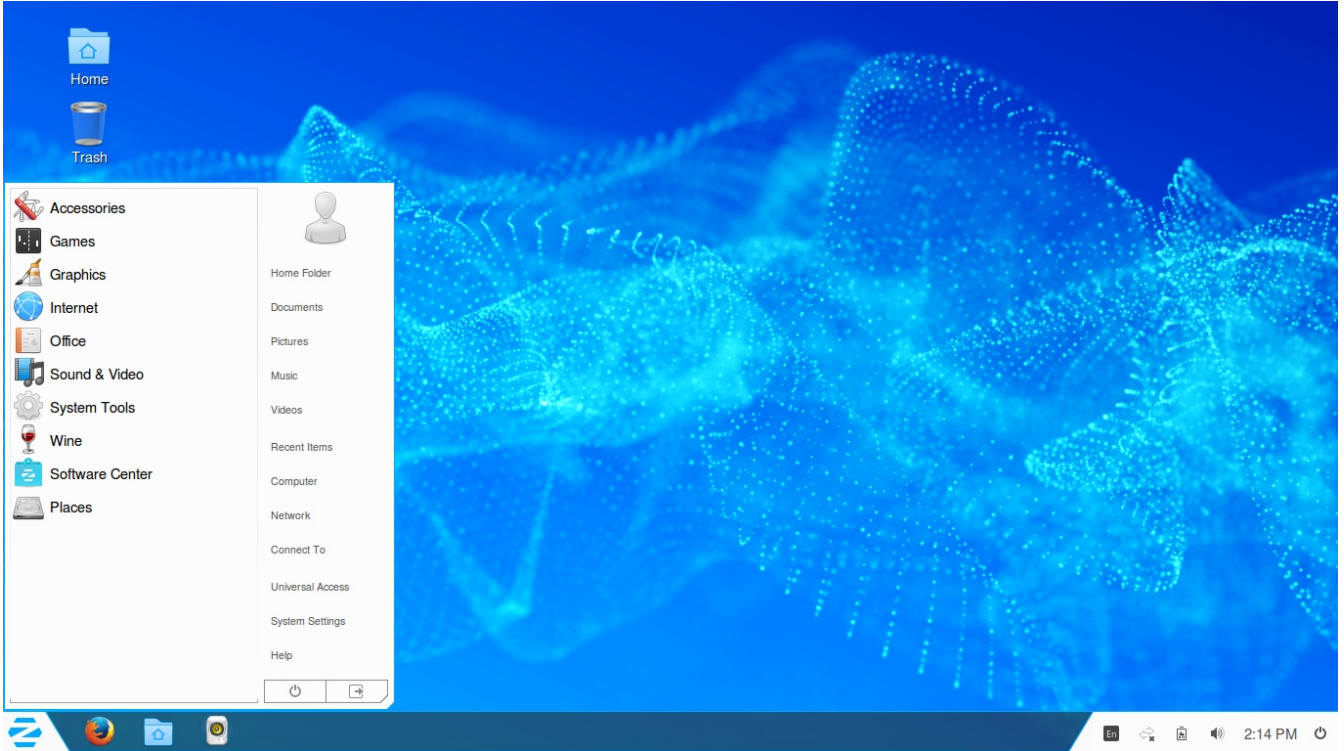 Home
Trash
Accessories
Games
Graphics
Internet
Office
Sound & Video
System Tools
Wine
Software Center
Places
Home Folder
Documents
Pictures
Music
Videos
Recent Items
Computer
Network
Connect To
Universal Access
System Settings
Help
En
2:14 PM